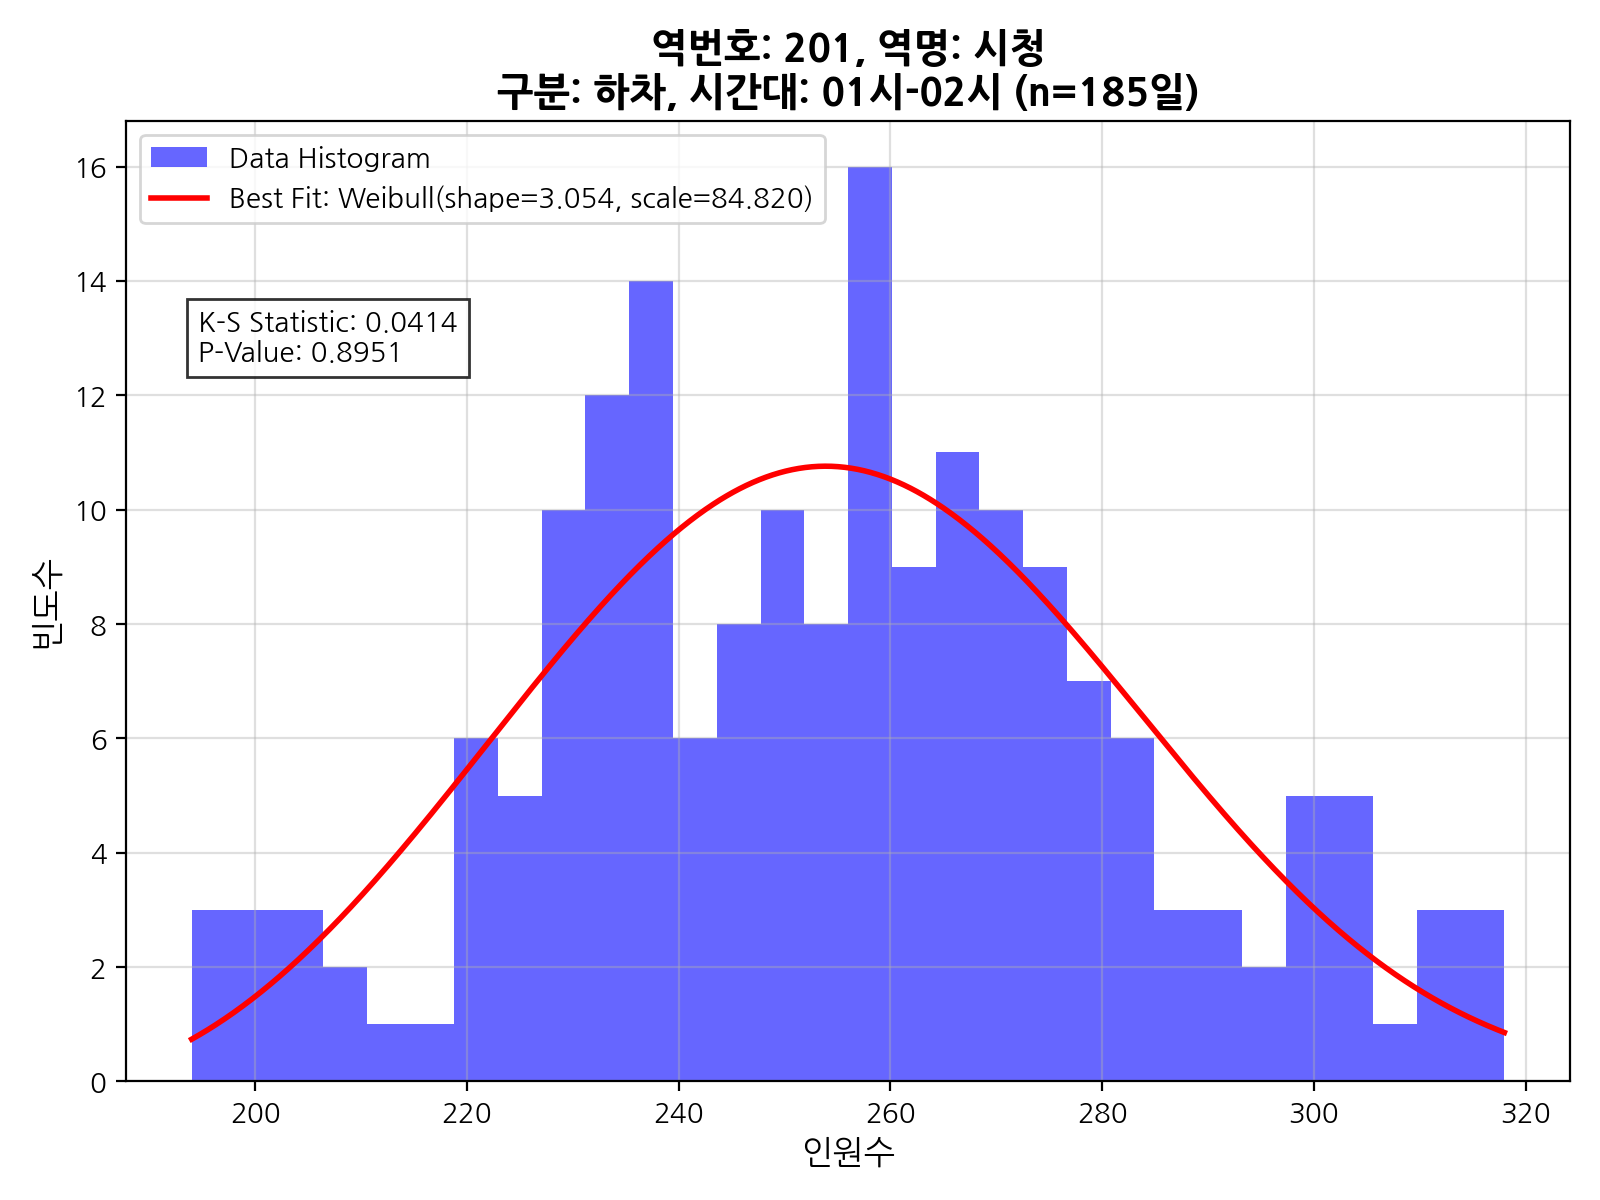 역번호: 201, 역명: 시청
구분: 하차, 시간대: 01시-02시 (n=185일)
Data Histogram
Best Fit: Weibull(shape=3.054, scale=84.820)
K-S Statistic: 0.0414
P-Value: 0.8951
빈도수
16
14
12
10
8
6
4
2
0
200 220 240 260 280 300 320
인원수